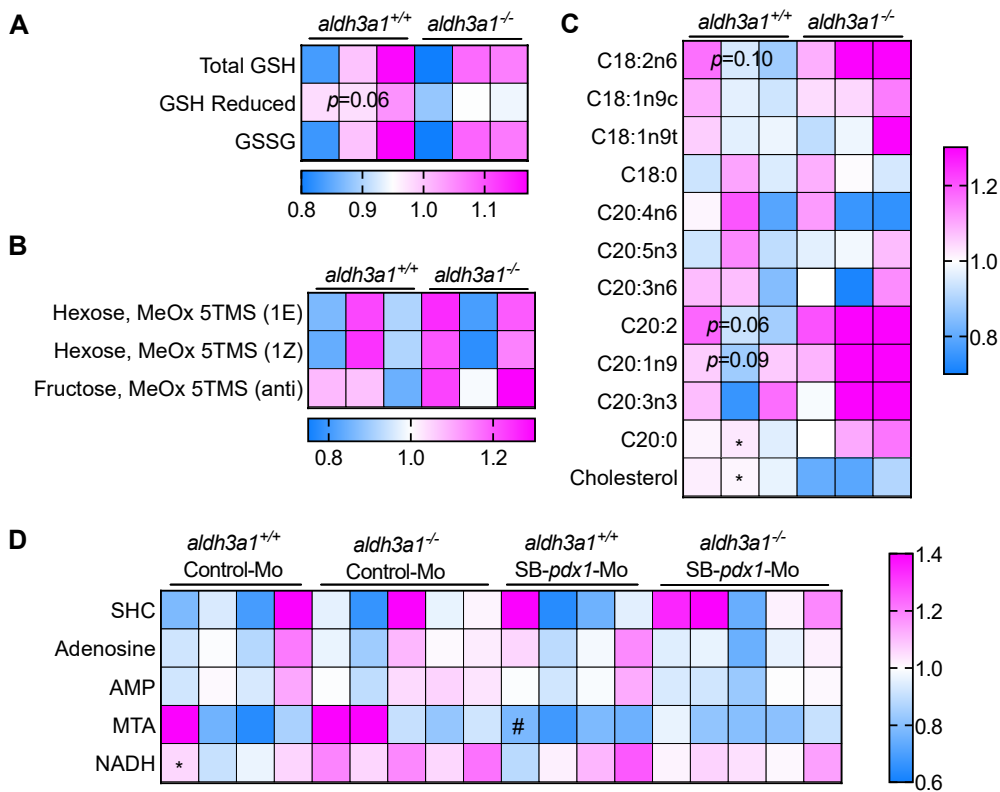 A
aldh3a1+/+ aldh3a1-/-
Total GSH
GSH Reduced p=0.06
GSSG
0.8 0.9 1.0 1.1
B
aldh3a1+/+ aldh3a1-/-
Hexose, MeOx 5TMS (1E)
Hexose, MeOx 5TMS (1Z)
Fructose, MeOx 5TMS (anti)
0.8 1.0 1.2
C
aldh3a1+/+ aldh3a1-/-
C18:2n6 p=0.10
C18:1n9c
C18:1n9t
C18:0
C20:4n6
C20:5n3
C20:3n6
C20:2 p=0.06
C20:1n9 p=0.09
C20:3n3
C20:0 *
Cholesterol *
1.2
1.0
0.8
D
aldh3a1+/+ aldh3a1-/- aldh3a1+/+ aldh3a1-/-
Control-Mo Control-Mo SB-pdx1-Mo SB-pdx1-Mo
SHC
Adenosine
AMP
MTA #
NADH *
1.4
1.2
1.0
0.8
0.6